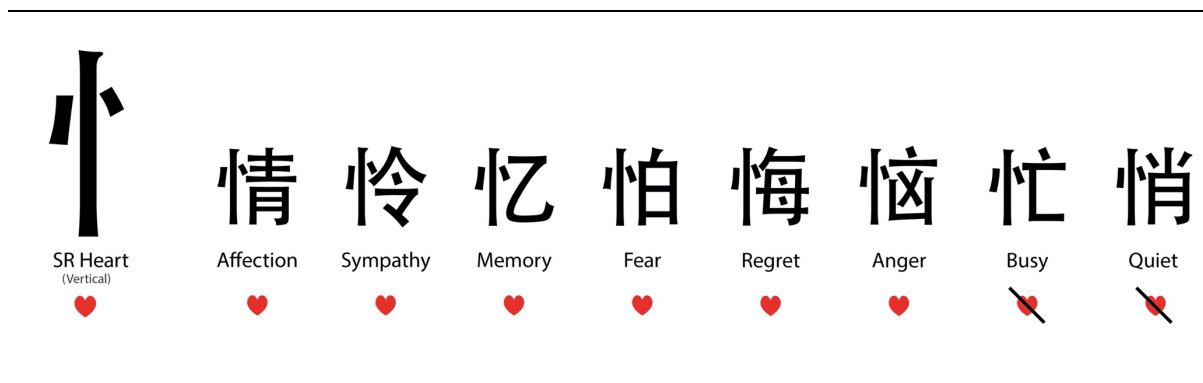 忄 情 怜 忆 怕 悔 恼 忙 悄
SR Heart Affection Sympathy Memory Fear Regret Anger Busy Quiet
(Vertical)